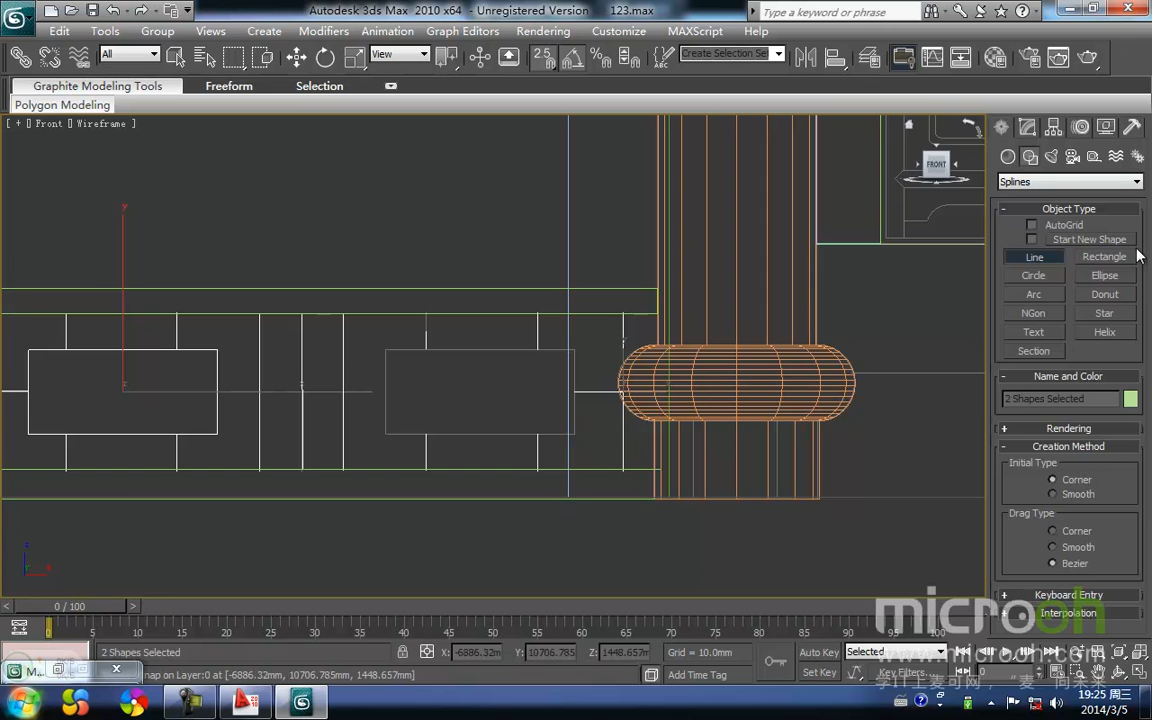 Autodesk 3ds Max 2010 x64 - Unregistered Version 123.max
Type a keyword or phrase
Edit Tools Group Views Create Modifiers Animation Graph Editors Rendering Customize MAXScript Help
All View 2.5 Create Selection Se
Graphite Modeling Tools Freeform Selection
Polygon Modeling
[ + ][ Front ][ Wireframe ]
FRONT
y
Splines
Object Type
AutoGrid
Start New Shape
Line Rectangle
Circle Ellipse
Arc Donut
NGon Star
Text Helix
Section
Name and Color
2 Shapes Selected
Rendering
Creation Method
Initial Type
Corner
Smooth
Drag Type
Corner
Smooth
Bezier
Keyboard Entry
Interpolation
microoh
0 / 100
0 5 10 15 20 25 30 35 40 45 50 55 60 65 70 75 80 85 90 95 100
2 Shapes Selected X: -6886.32m Y: 10706.785 Z: 1448.657m Grid = 10.0mm Auto Key Selected
M... nap on Layer:0 at [-6886.32mm, 10706.785mm, 1448.657mm] Add Time Tag Set Key Key Filters...
www.microoh.com
19:25 周三
2014/3/5